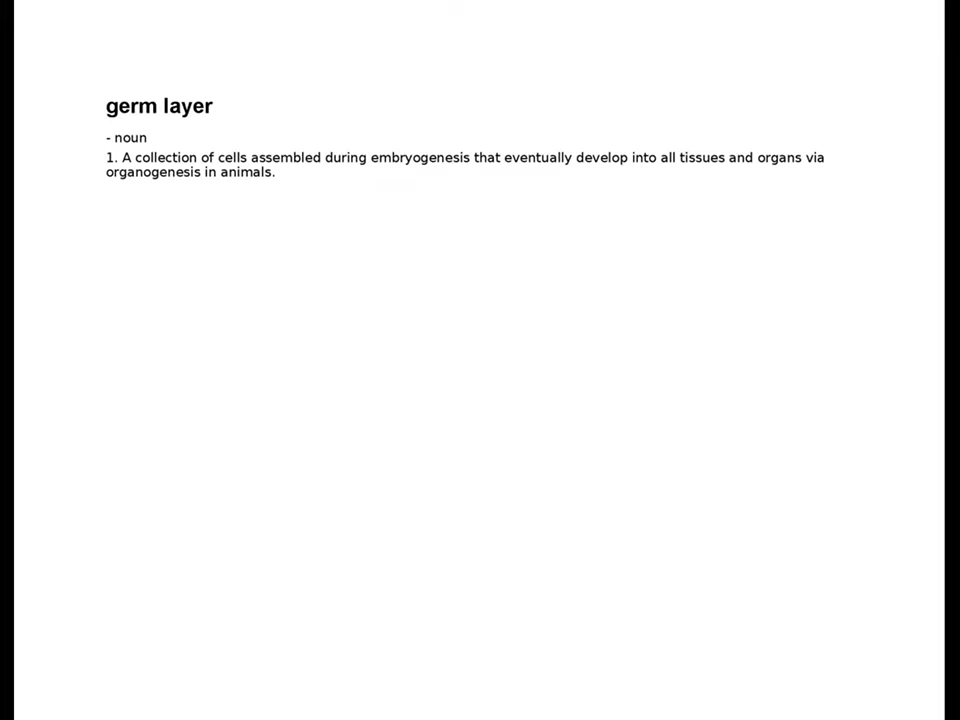 germ layer
- noun
1. A collection of cells assembled during embryogenesis that eventually develop into all tissues and organs via
organogenesis in animals.